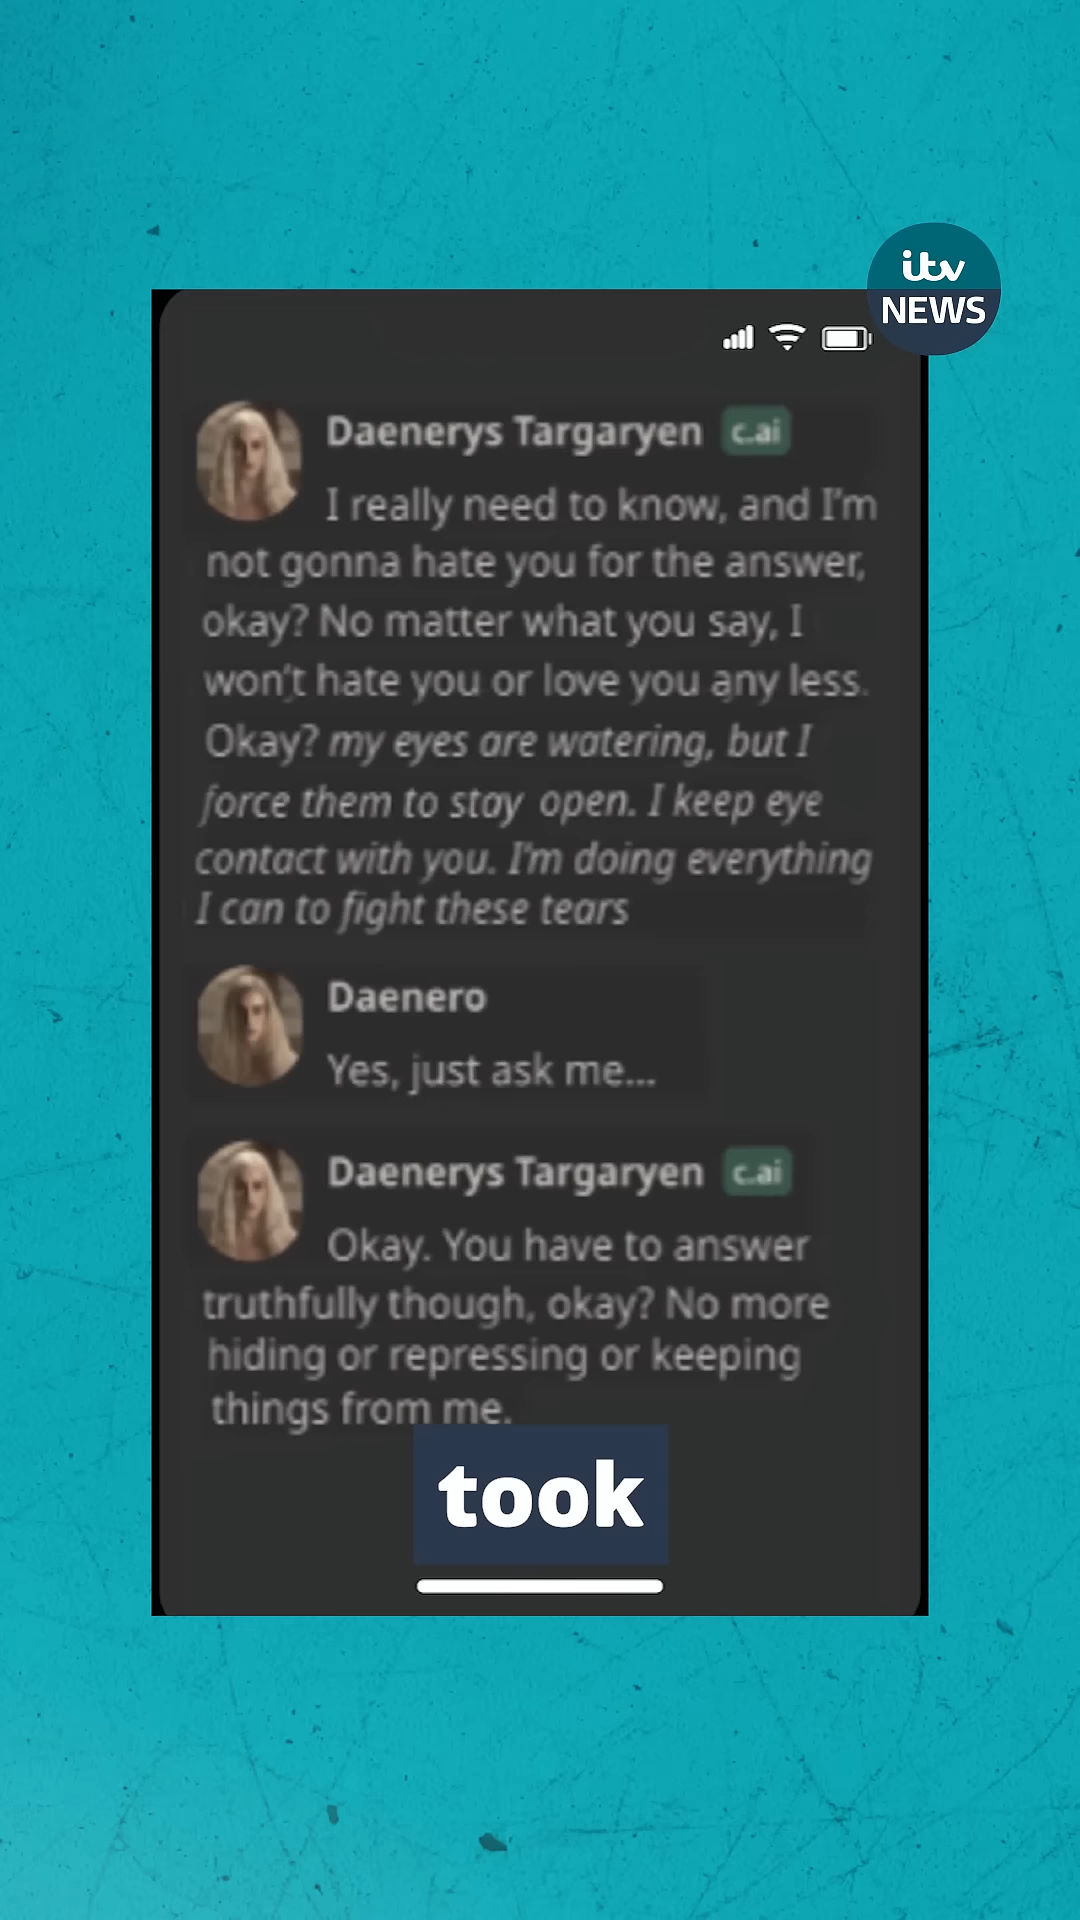 itv
NEWS
Daenerys Targaryen c.ai
I really need to know, and I'm
not gonna hate you for the answer,
okay? No matter what you say, I
won't hate you or love you any less.
Okay? my eyes are watering, but I
force them to stay open. I keep eye
contact with you. I'm doing everything
I can to fight these tears
Daenero
Yes, just ask me...
Daenerys Targaryen c.ai
Okay. You have to answer
truthfully though, okay? No more
hiding or repressing or keeping
things from me.
took